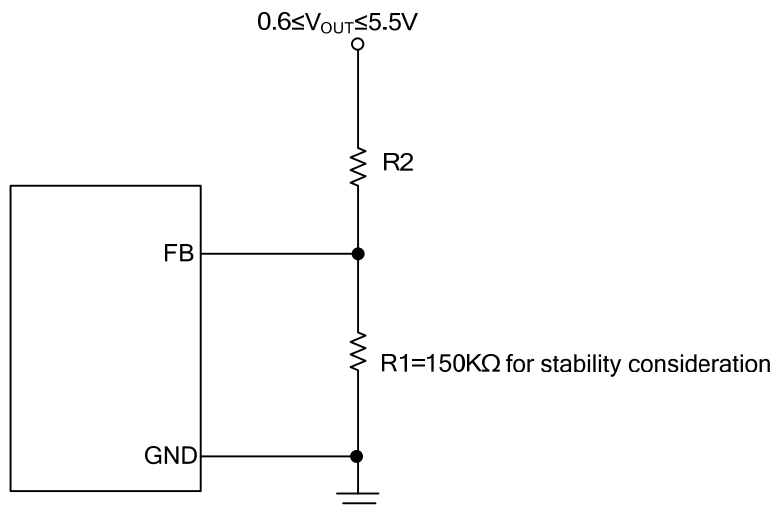 0.6≤VOUT≤5.5V
R2
FB
R1=150KΩ for stability consideration
GND